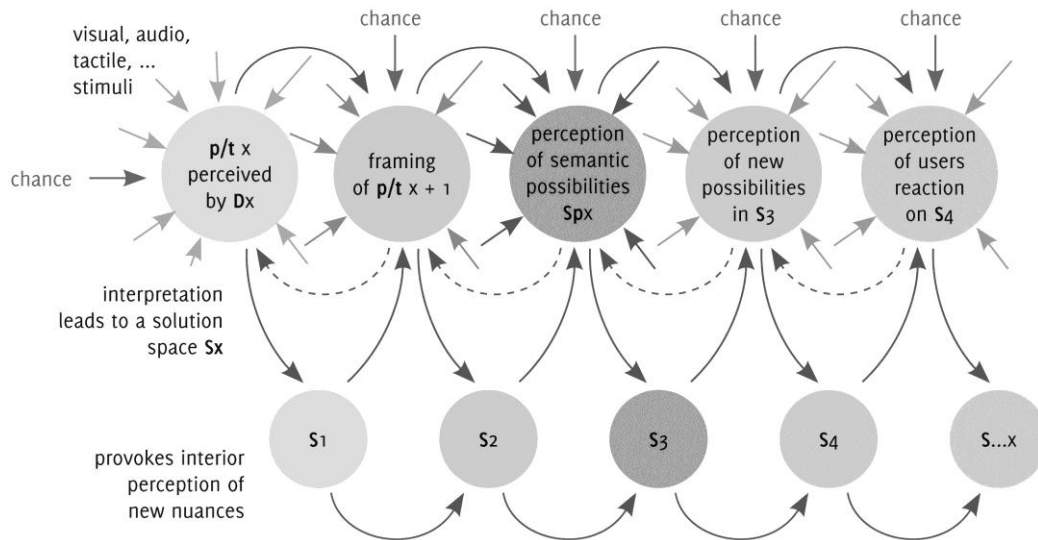 chance
chance
chance
chance
visual, audio,
tactile, ...
stimuli
chance
p/t x
perceived
by Dx
framing
of p/t x + 1
perception
of semantic
possibilities
Spx
perception
of new
possibilities
in S3
perception
of users
reaction
on S4
interpretation
leads to a solution
space Sx
S1
S2
S3
S4
S...x
provokes interior
perception of
new nuances